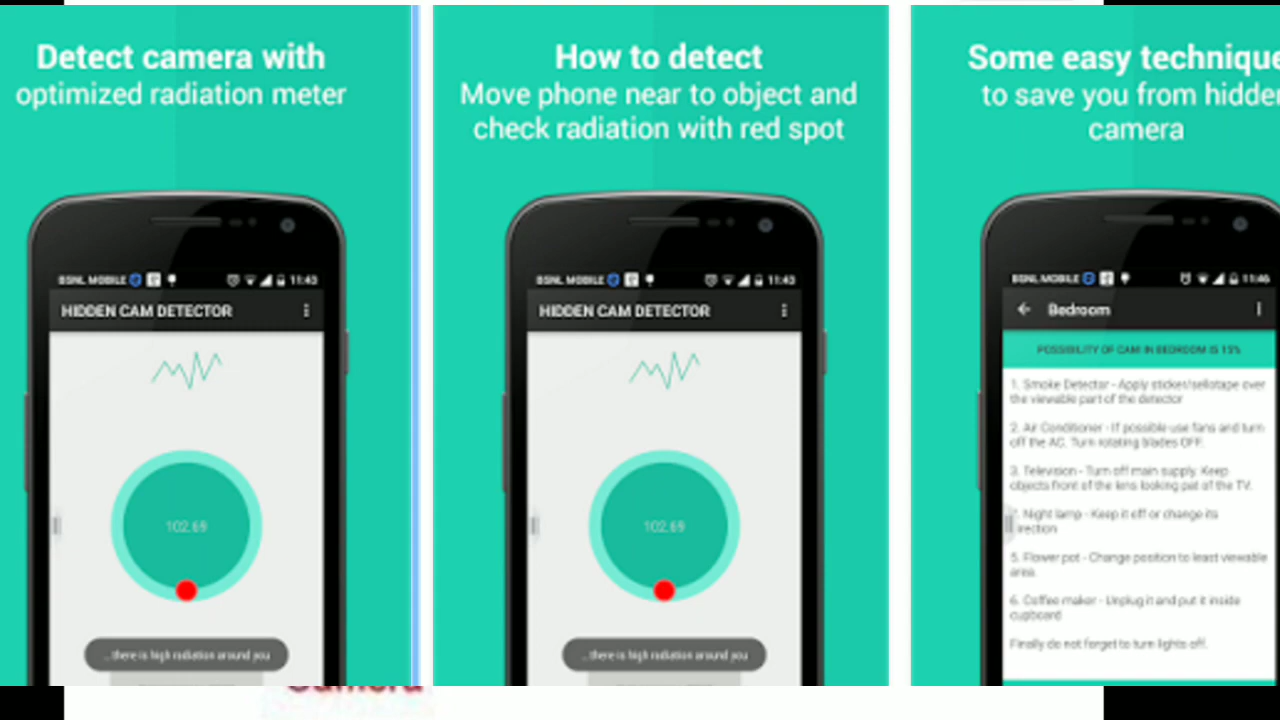 Detect camera with
optimized radiation meter
BSNL MOBILE 11:43
HIDDEN CAM DETECTOR
102.69
...there is high radiation around you
How to detect
Move phone near to object and
check radiation with red spot
BSNL MOBILE 11:43
HIDDEN CAM DETECTOR
102.69
...there is high radiation around you
Some easy technique
to save you from hidden
camera
BSNL MOBILE 11:46
Bedroom
POSSIBILITY OF CAM IN BEDROOM IS 15%
1. Smoke Detector - Apply sticker/sellotape over
the viewable part of the detector
2. Air Conditioner - If possible use fans and turn
off the AC. Turn rotating blades OFF.
3. Television - Turn off main supply. Keep
objects front of the lens looking pat of the TV.
Night lamp - Keep it off or change its
irection
5. Flower pot - Change position to least viewable
area.
6. Coffee maker - Unplug it and put it inside
cupboard
Finally do not forget to turn lights off.